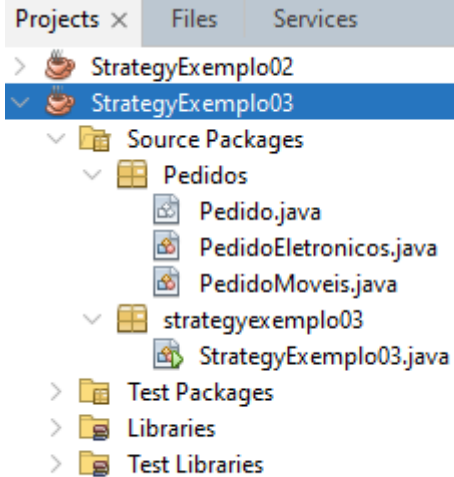 Projects × Files Services
StrategyExemplo02
StrategyExemplo03
Source Packages
Pedidos
Pedido.java
PedidoEletronicos.java
PedidoMoveis.java
strategyexemplo03
StrategyExemplo03.java
Test Packages
Libraries
Test Libraries